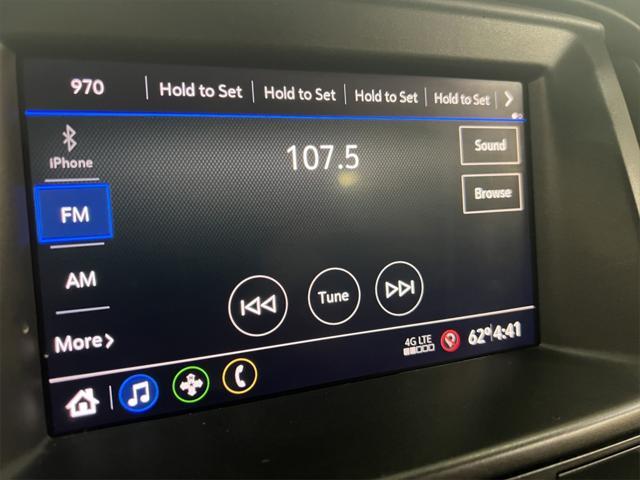 970 Hold to Set Hold to Set Hold to Set Hold to Set
iPhone
107.5
Sound
Browse
FM
AM
Tune
More
4G LTE
62° 4:41